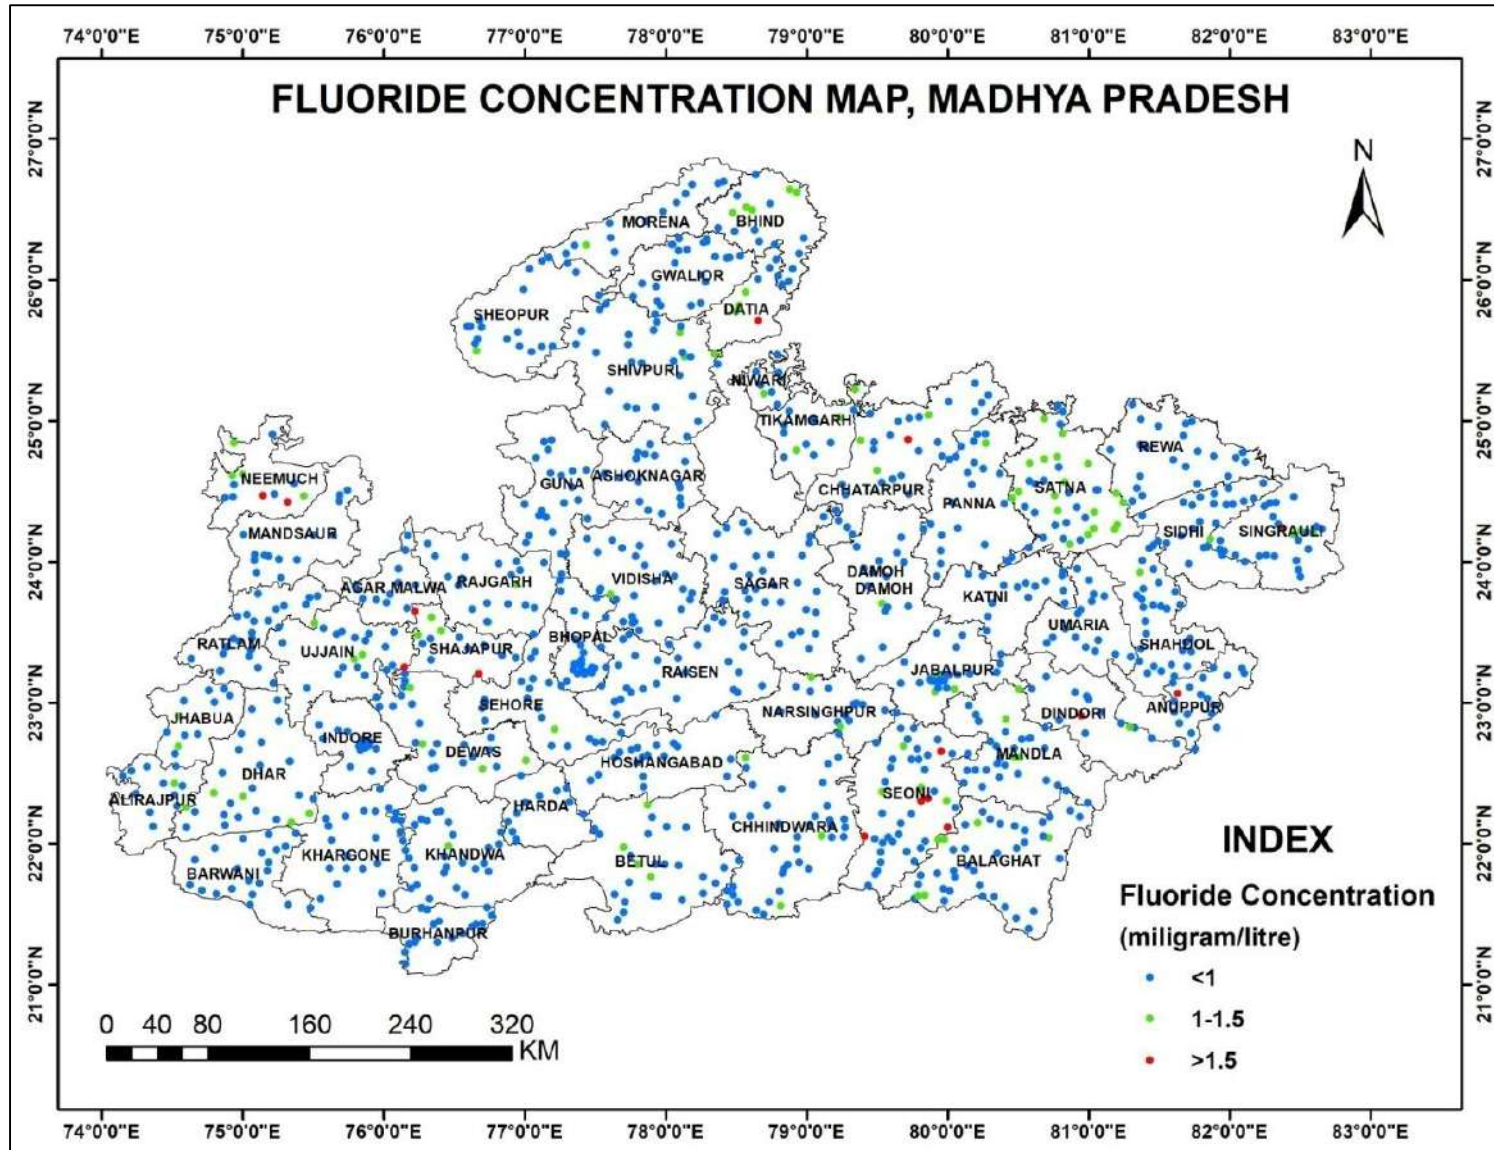 74°0'0"E 75°0'0"E 76°0'0"E 77°0'0"E 78°0'0"E 79°0'0"E 80°0'0"E 81°0'0"E 82°0'0"E 83°0'0"E
FLUORIDE CONCENTRATION MAP, MADHYA PRADESH
27°0'0"N
27°0'0"N
N
MORENA
BHIND
GWALIOR
26°0'0"N
26°0'0"N
SHEOPUR
DATIA
SHIVPURI
NIWARI
25°0'0"N
25°0'0"N
TIKAMGARH
REWA
NEEMUCH
GUNA
ASHOKNAGAR
CHHATARPUR
PANNA
SATNA
MANDSAUR
SIDHI
SINGRAULI
24°0'0"N
24°0'0"N
AGAR MALWA
RAJGARH
VIDISHA
SAGAR
DAMOH
DAMOH
KATNI
UMARIA
RATLAM
UJJAIN
SHAJAPUR
BHOPAL
RAISEN
JABALPUR
SHAHDOL
23°0'0"N
23°0'0"N
JHABUA
SEHORE
NARSINGHPUR
DINDORI
ANUPPUR
INDORE
DEWAS
HOSHANGABAD
MANDLA
DHAR
ALIRAJPUR
HARDA
SEONI
CHHINDWARA
22°0'0"N
22°0'0"N
KHARGONE
KHANDWA
BETUL
BALAGHAT
BARWANI
BURHANPUR
21°0'0"N
21°0'0"N
INDEX
Fluoride Concentration
(miligram/litre)
<1
1-1.5
>1.5
0 40 80 160 240 320
KM
74°0'0"E 75°0'0"E 76°0'0"E 77°0'0"E 78°0'0"E 79°0'0"E 80°0'0"E 81°0'0"E 82°0'0"E 83°0'0"E